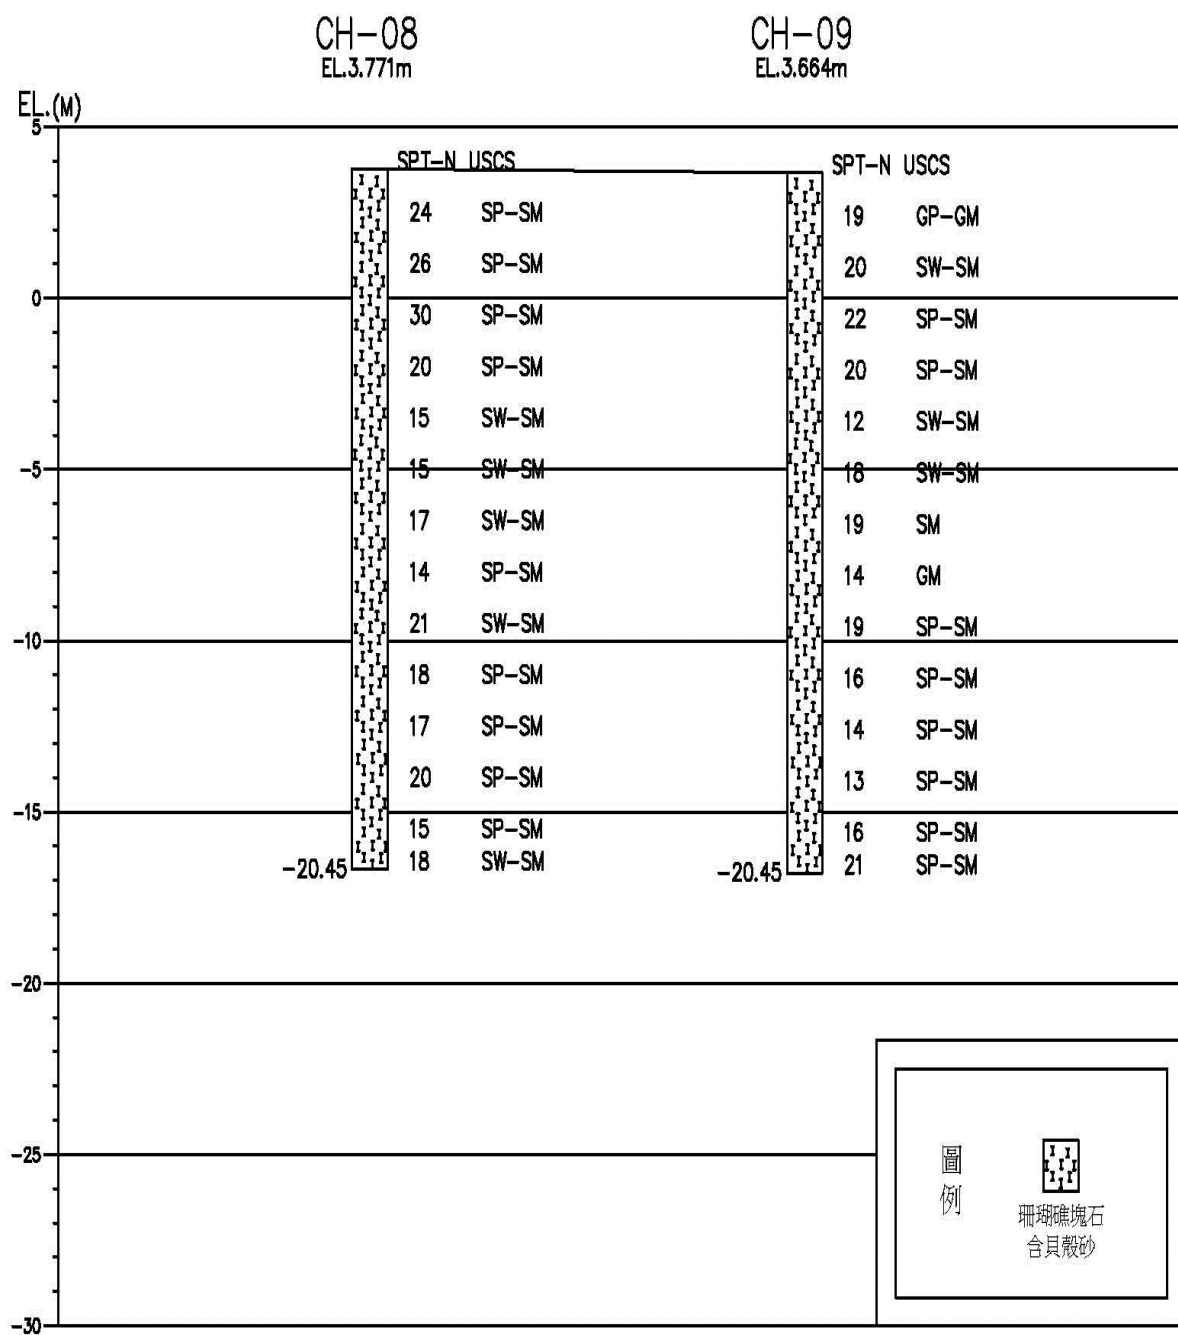 CH-08
EL.3.771m
CH-09
EL.3.664m
EL.(M)
5
0
-5
-10
-15
-20
-25
-30
SPT-N USCS
24 SP-SM
26 SP-SM
30 SP-SM
20 SP-SM
15 SW-SM
15 SW-SM
17 SW-SM
14 SP-SM
21 SW-SM
18 SP-SM
17 SP-SM
20 SP-SM
15 SP-SM
18 SW-SM
-20.45
SPT-N USCS
19 GP-GM
20 SW-SM
22 SP-SM
20 SP-SM
12 SW-SM
18 SW-SM
19 SM
14 GM
19 SP-SM
16 SP-SM
14 SP-SM
13 SP-SM
16 SP-SM
21 SP-SM
-20.45
圖例
珊瑚礁塊石
含貝殼砂